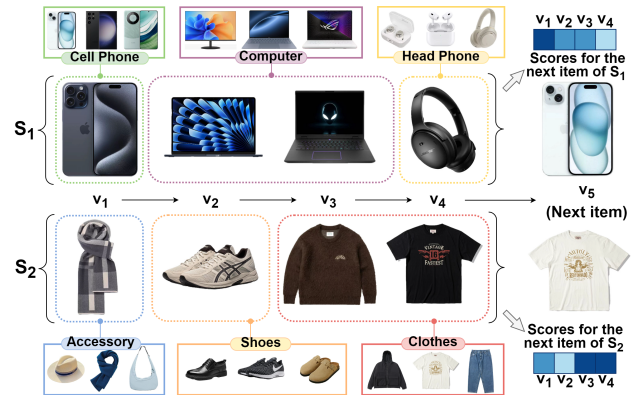 v₁ v₂ v₃ v₄
Cell Phone
Computer
Head Phone
Scores for the
next item of S₁
S₁
v₁
v₂
v₃
v₄
v₅
(Next item)
S₂
VINTAGE
FASTEST
Accessory
Shoes
Clothes
Scores for the
next item of S₂
v₁ v₂ v₃ v₄